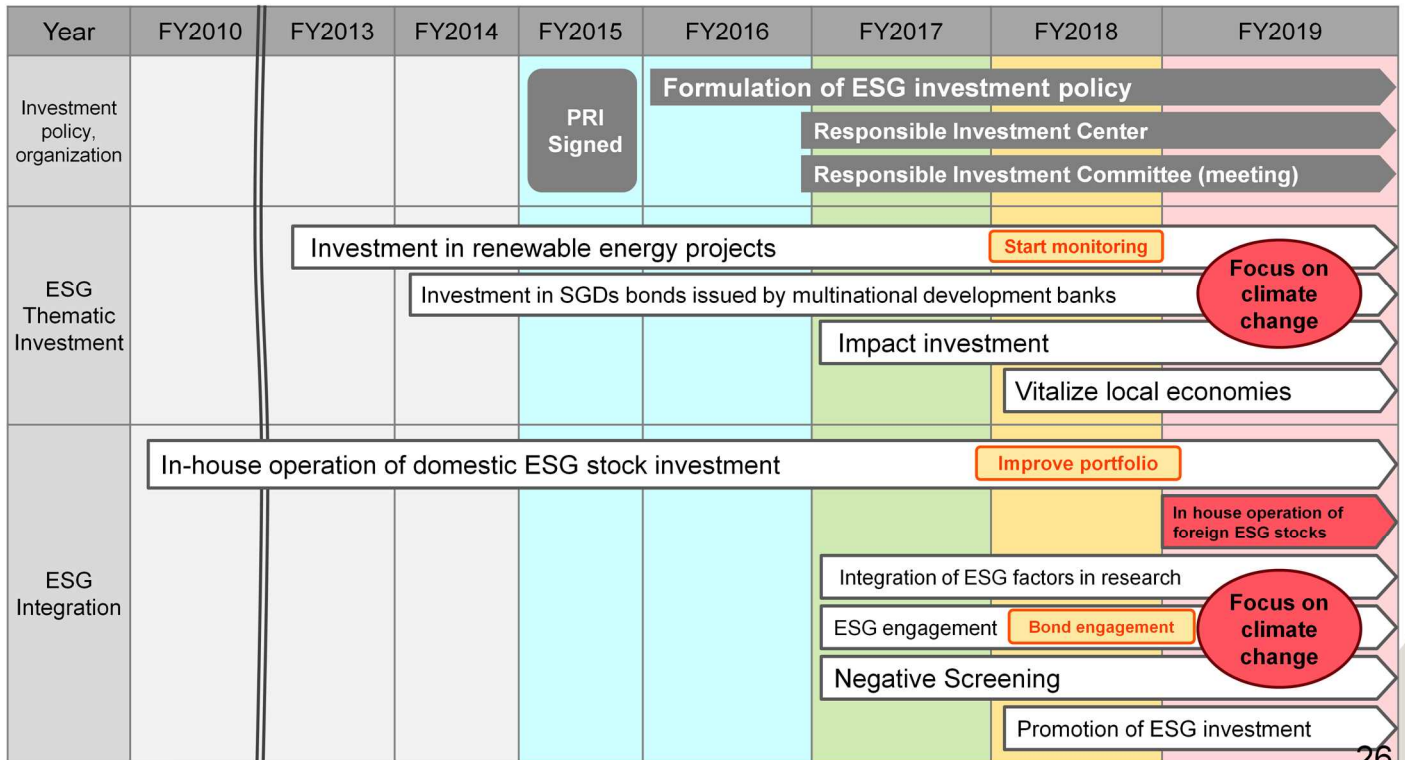 Year
FY2010
FY2013
FY2014
FY2015
FY2016
FY2017
FY2018
FY2019
Investment
policy,
organization
PRI
Signed
Formulation of ESG investment policy
Responsible Investment Center
Responsible Investment Committee (meeting)
ESG
Thematic
Investment
Investment in renewable energy projects
Start monitoring
Investment in SGDs bonds issued by multinational development banks
Focus on
climate
change
Impact investment
Vitalize local economies
ESG
Integration
In-house operation of domestic ESG stock investment
Improve portfolio
In house operation of
foreign ESG stocks
Integration of ESG factors in research
ESG engagement
Bond engagement
Focus on
climate
change
Negative Screening
Promotion of ESG investment
26